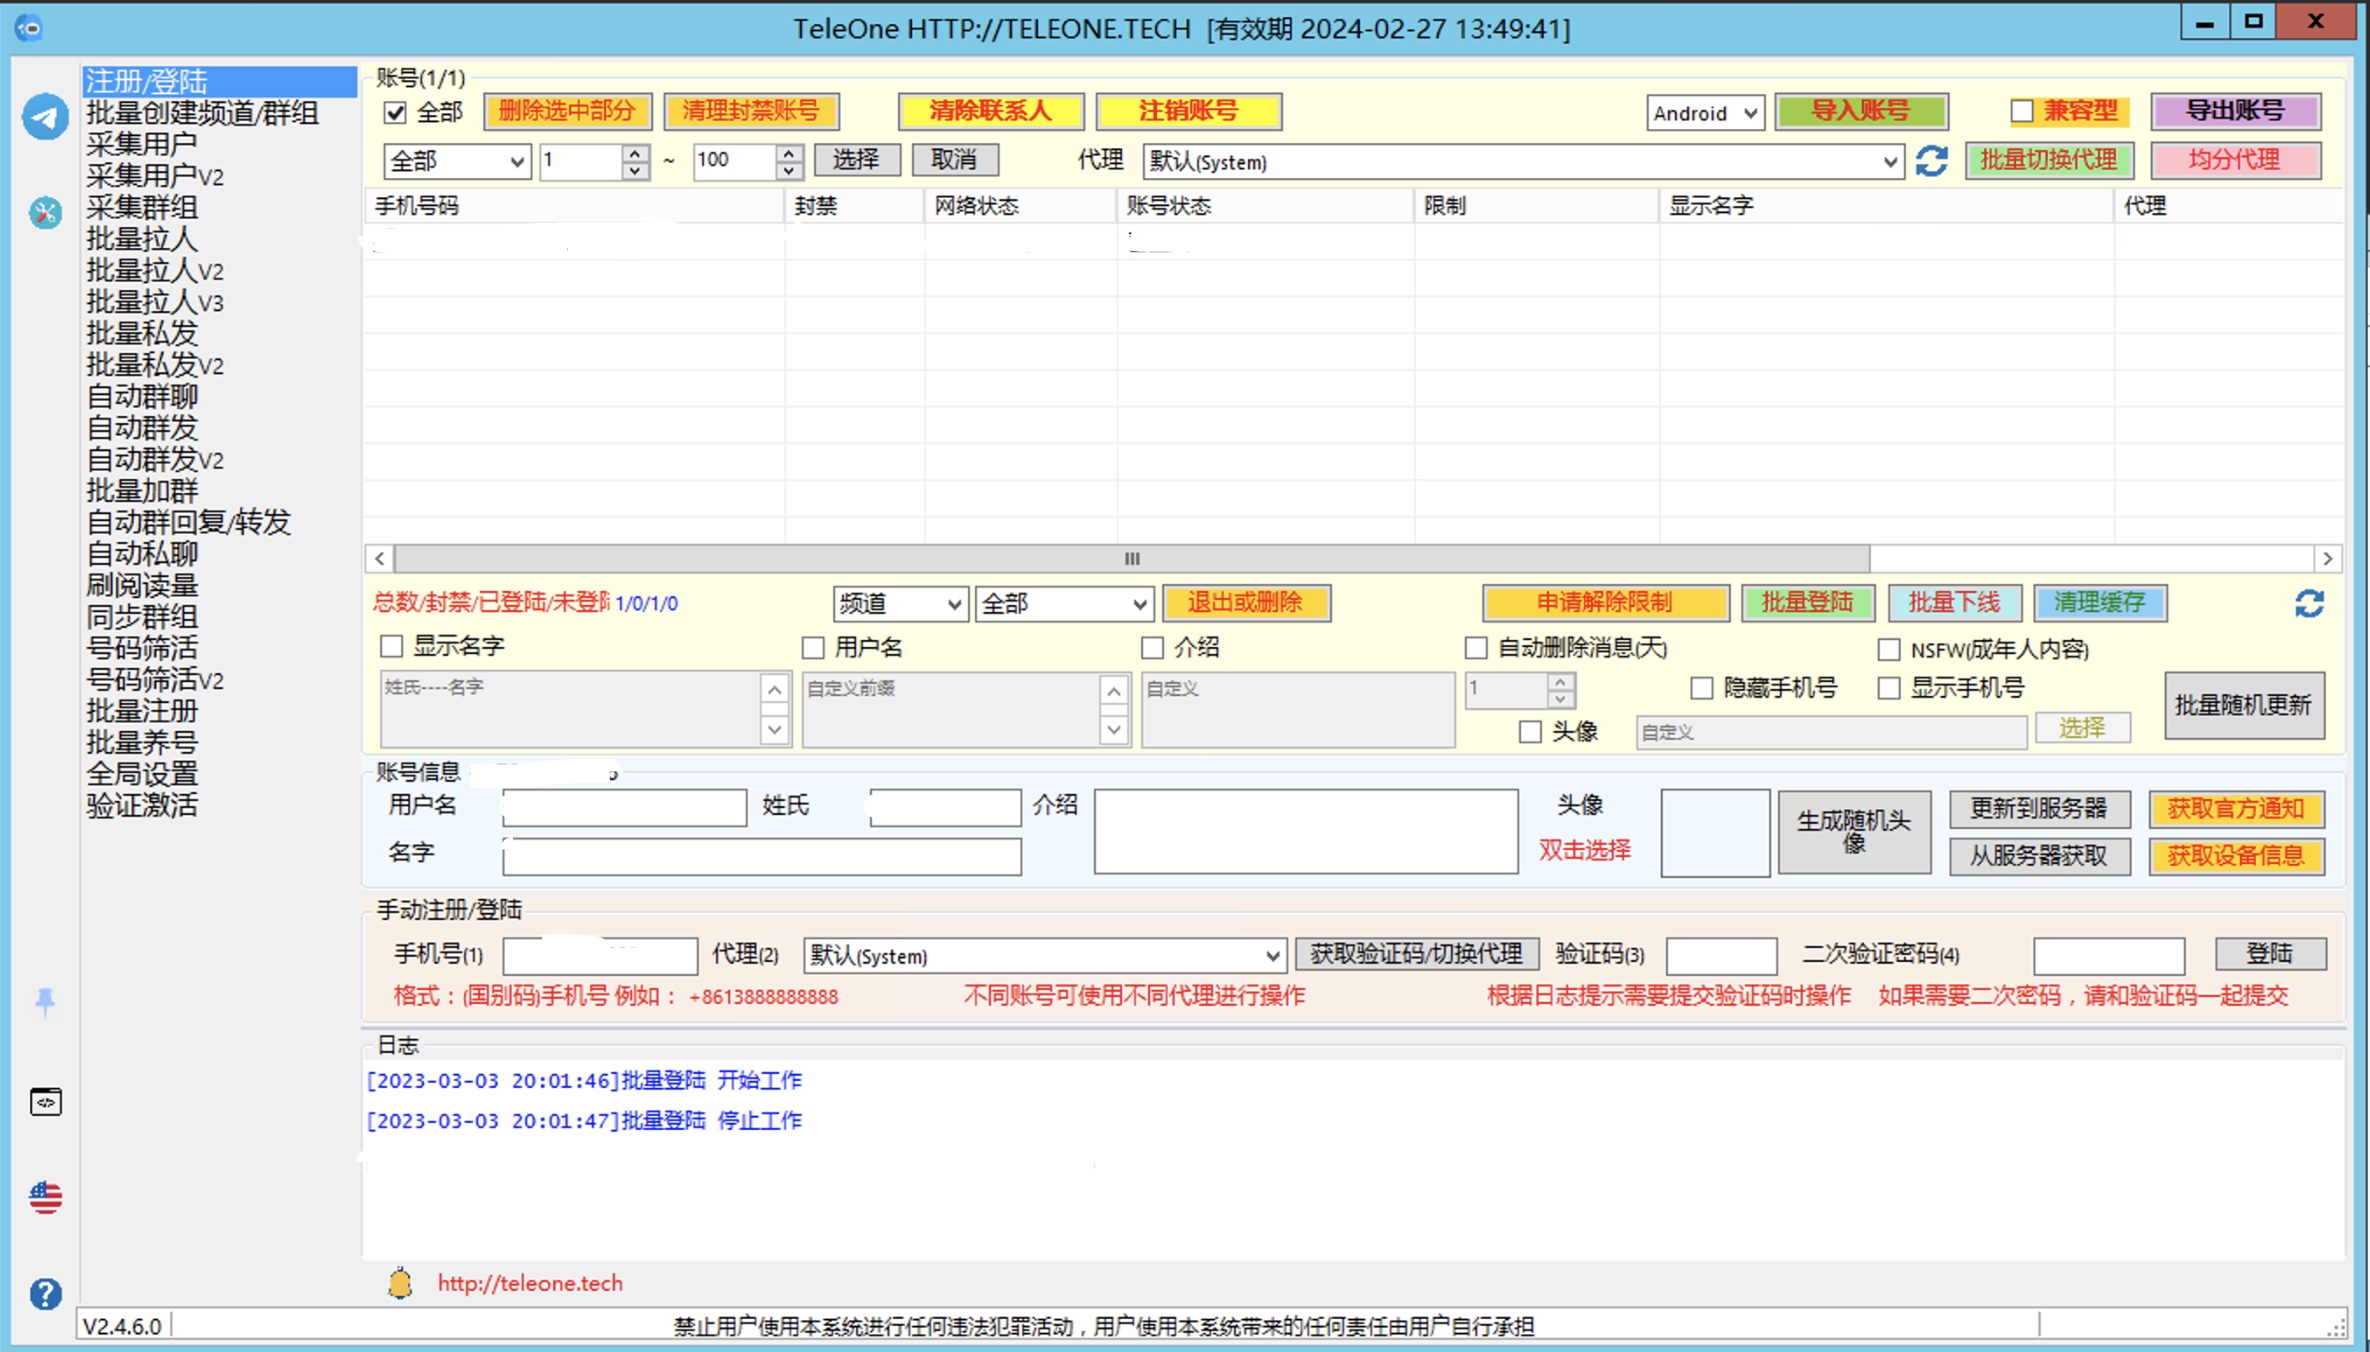 TeleOne HTTP://TELEONE.TECH [有效期 2024-02-27 13:49:41]
注册/登陆
批量创建频道/群组
采集用户
采集用户V2
采集群组
批量拉人
批量拉人V2
批量拉人V3
批量私发
批量私发V2
自动群聊
自动群发
自动群发V2
批量加群
自动群回复/转发
自动私聊
刷阅读量
同步群组
号码筛活
号码筛活V2
批量注册
批量养号
全局设置
验证激活
账号(1/1)
全部 删除选中部分 清理封禁账号 清除联系人 注销账号 Android 导入账号 兼容型 导出账号
全部 1 ~ 100 选择 取消 代理 默认(System) 批量切换代理 均分代理
手机号码 封禁 网络状态 账号状态 限制 显示名字 代理
总数/封禁/已登陆/未登陆 1/0/1/0 频道 全部 退出或删除 申请解除限制 批量登陆 批量下线 清理缓存
显示名字 用户名 介绍 自动删除消息(天) NSFW(成年人内容)
姓氏----名字 自定义前缀 自定义 1 隐藏手机号 显示手机号 批量随机更新
头像 自定义 选择
账号信息
用户名 姓氏 介绍 头像 生成随机头像 更新到服务器 获取官方通知
名字 双击选择 从服务器获取 获取设备信息
手动注册/登陆
手机号(1) 代理(2) 默认(System) 获取验证码/切换代理 验证码(3) 二次验证密码(4) 登陆
格式：(国别码)手机号 例如： +8613888888888 不同账号可使用不同代理进行操作 根据日志提示需要提交验证码时操作 如果需要二次密码，请和验证码一起提交
日志
[2023-03-03 20:01:46]批量登陆 开始工作
[2023-03-03 20:01:47]批量登陆 停止工作
http://teleone.tech
V2.4.6.0 禁止用户使用本系统进行任何违法犯罪活动，用户使用本系统带来的任何责任由用户自行承担